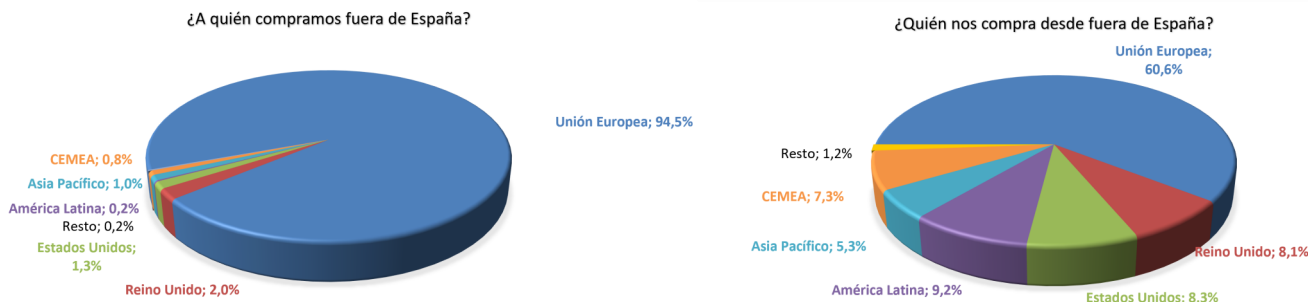 ¿A quién compramos fuera de España?
Unión Europea; 94,5%
CEMEA; 0,8%
Asia Pacífico; 1,0%
América Latina; 0,2%
Resto; 0,2%
Estados Unidos;
1,3%
Reino Unido; 2,0%
¿Quién nos compra desde fuera de España?
Unión Europea;
60,6%
Resto; 1,2%
CEMEA; 7,3%
Asia Pacífico; 5,3%
América Latina; 9,2%
Estados Unidos; 8,3%
Reino Unido; 8,1%